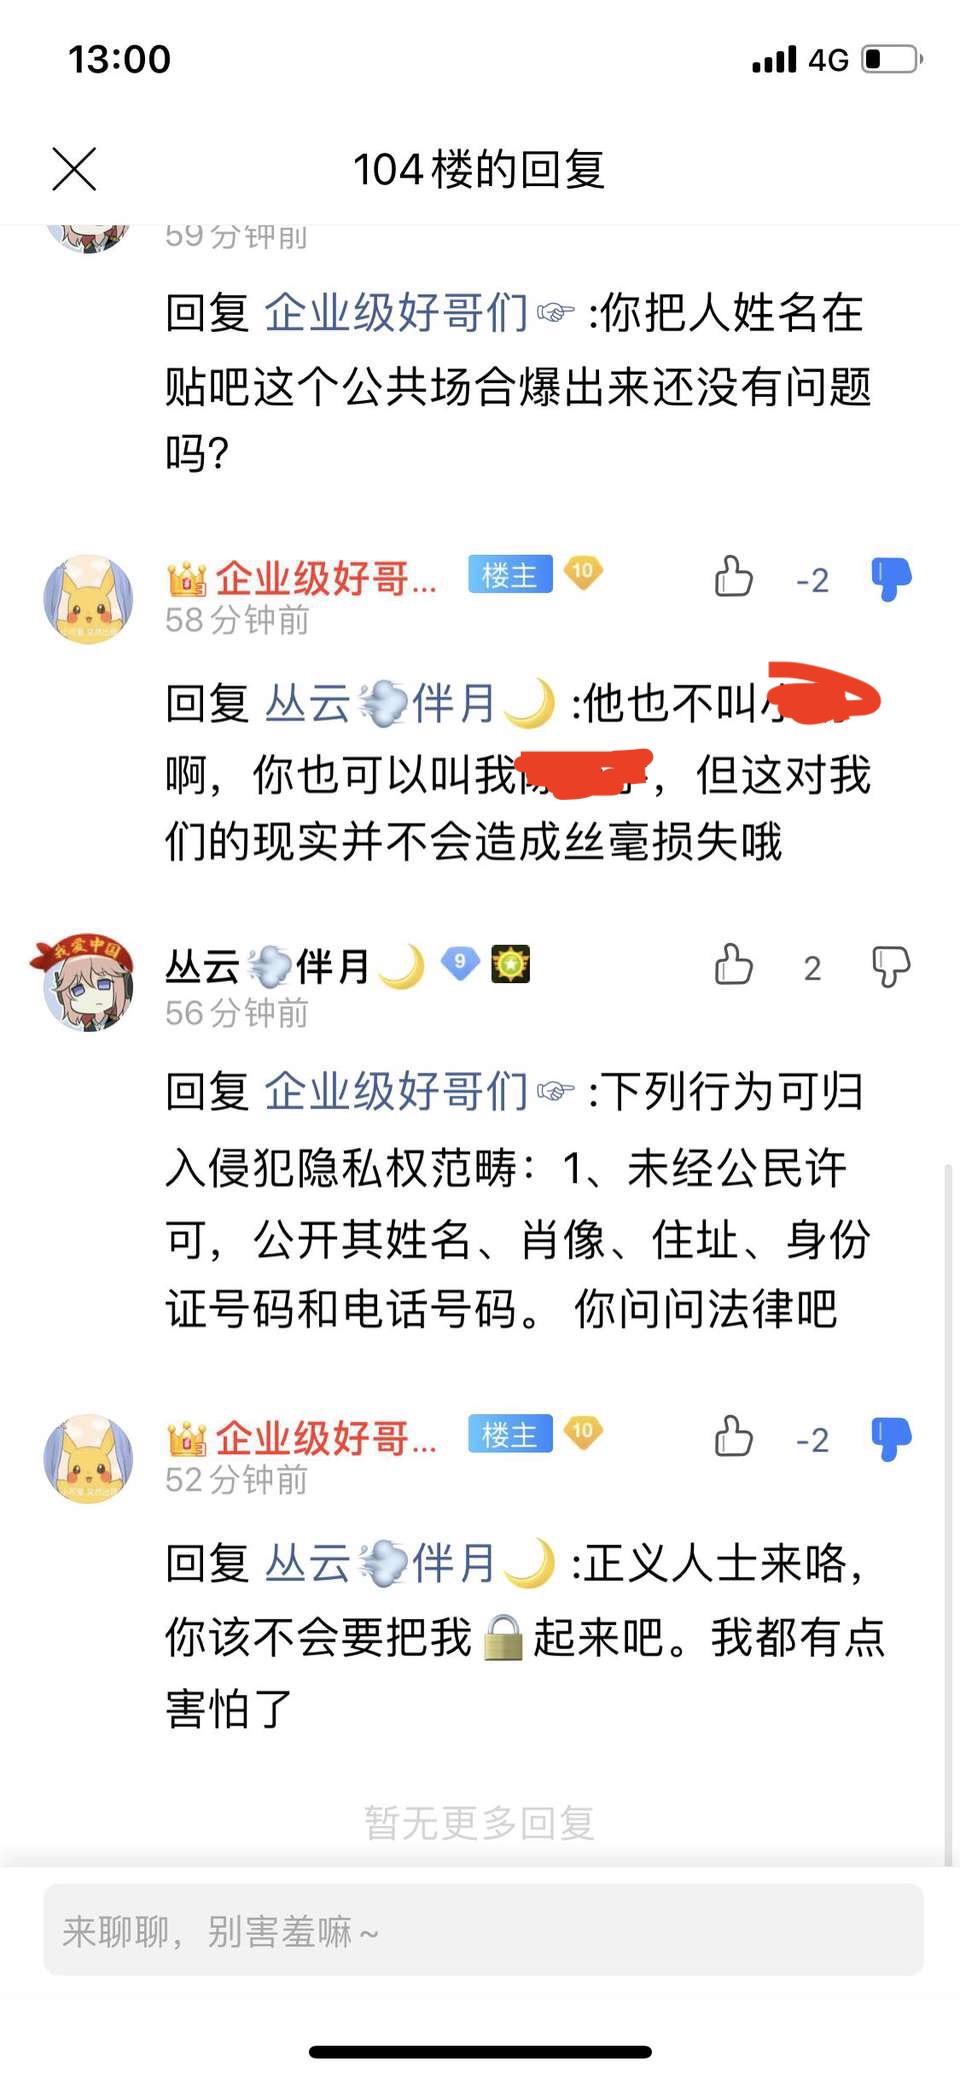 13:00
4G
104楼的回复
59分钟前
回复 企业级好哥们☞ :你把人姓名在
贴吧这个公共场合爆出来还没有问题
吗?
企业级好哥... 楼主 10
-2
58分钟前
回复 丛云💨伴月🌙 :他也不叫
啊，你也可以叫我 ，但这对我
们的现实并不会造成丝毫损失哦
我爱中国
丛云💨伴月🌙 9
2
56分钟前
回复 企业级好哥们☞ :下列行为可归
入侵犯隐私权范畴：1、未经公民许
可，公开其姓名、肖像、住址、身份
证号码和电话号码。 你问问法律吧
企业级好哥... 楼主 10
-2
52分钟前
回复 丛云💨伴月🌙 :正义人士来咯，
你该不会要把我🔒起来吧。我都有点
害怕了
暂无更多回复
来聊聊，别害羞嘛~